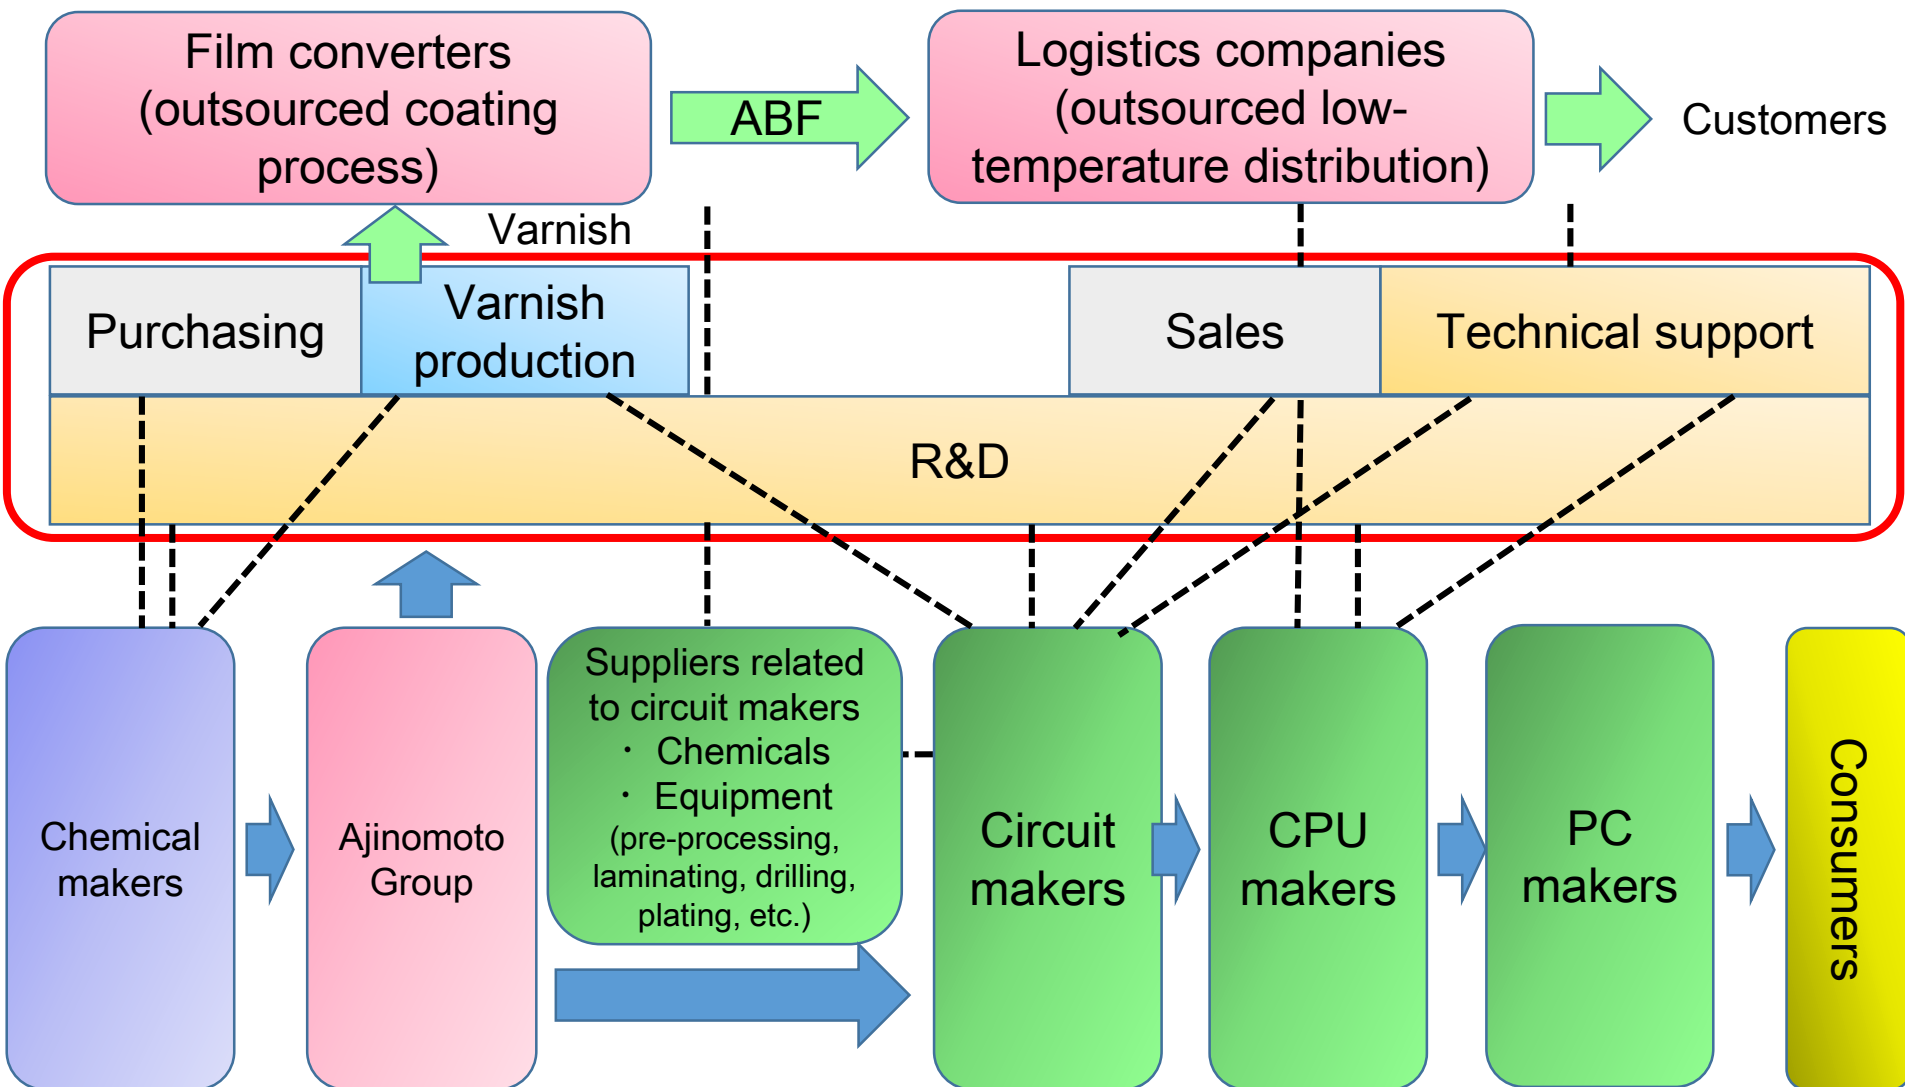 Film converters
(outsourced coating
process)
ABF
Logistics companies
(outsourced low-
temperature distribution)
Customers
Varnish
Purchasing
Varnish
production
Sales
Technical support
R&D
Chemical
makers
Ajinomoto
Group
Suppliers related
to circuit makers
・ Chemicals
・ Equipment
(pre-processing,
laminating, drilling,
plating, etc.)
Circuit
makers
CPU
makers
PC
makers
Consumers